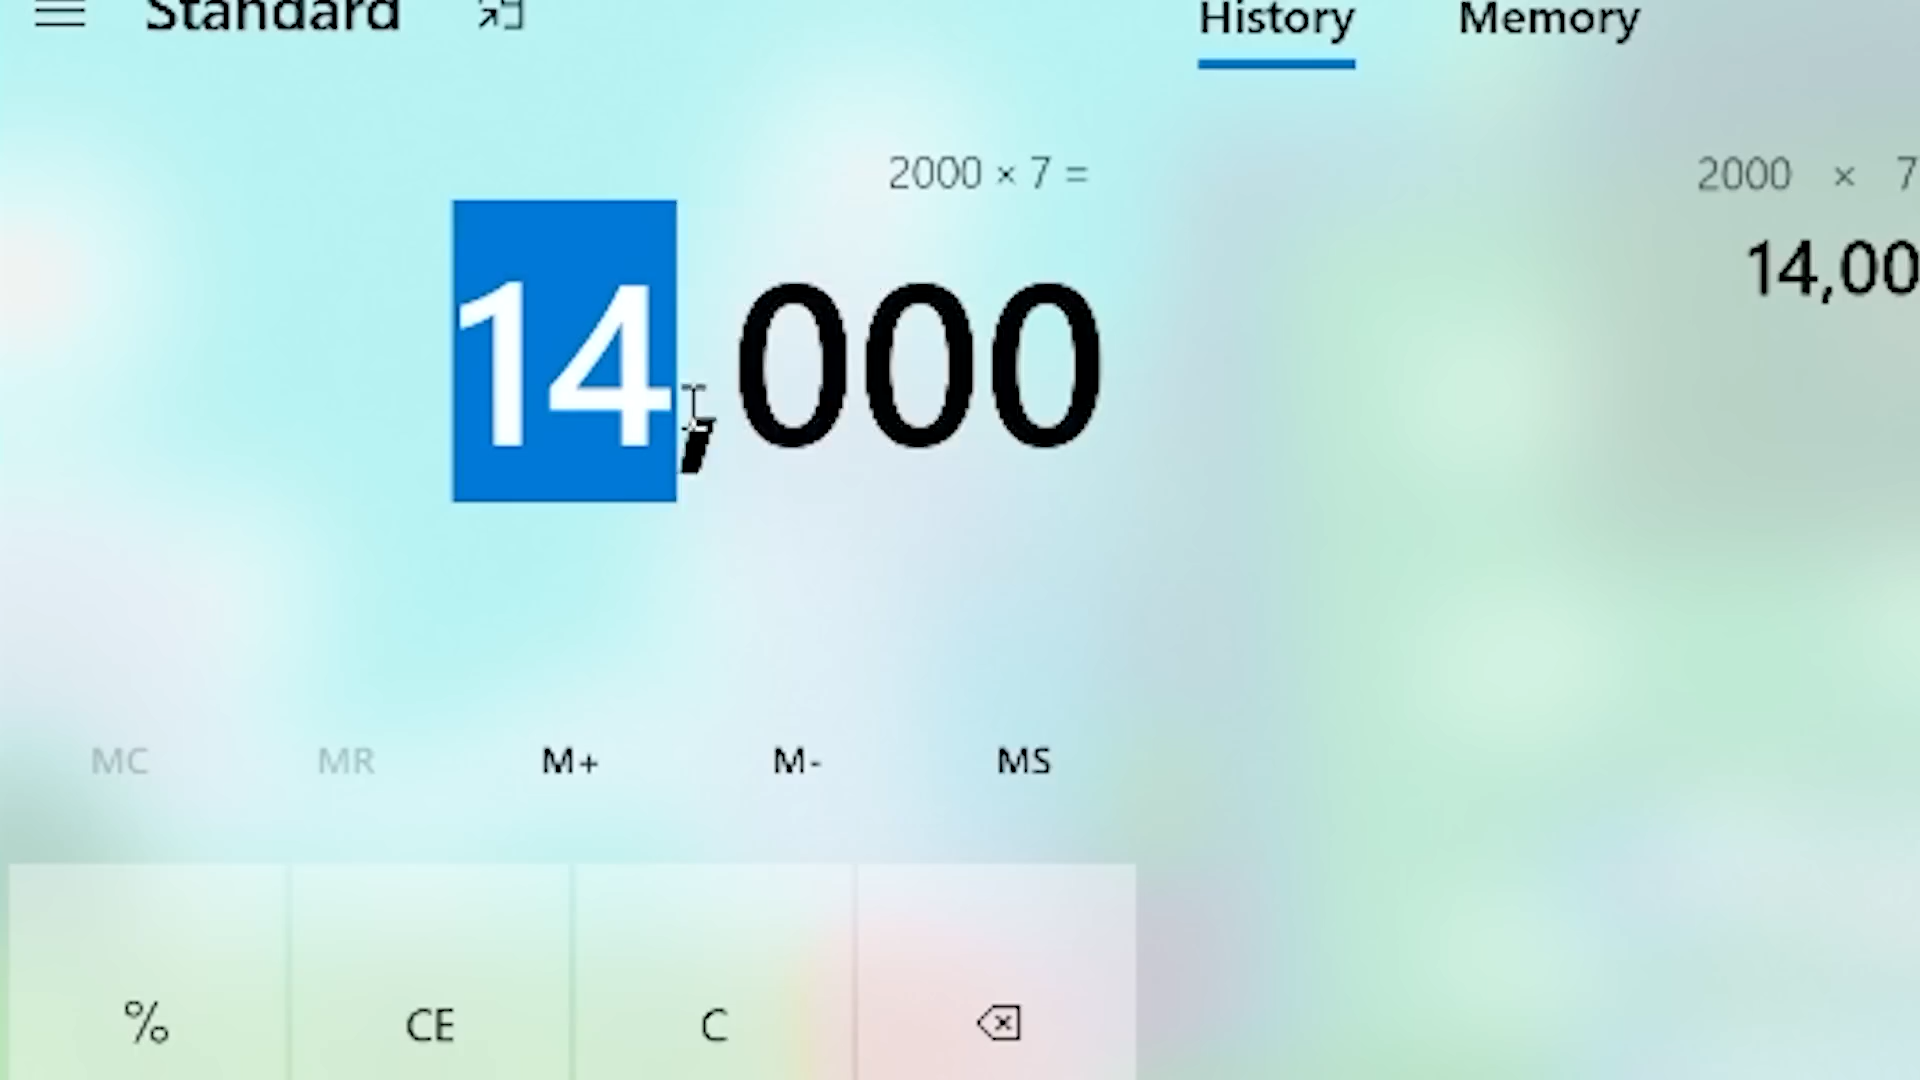 Standard
History Memory
2000 × 7 =
2000 × 7
14,000
14,00
MC MR M+ M- MS
% CE C